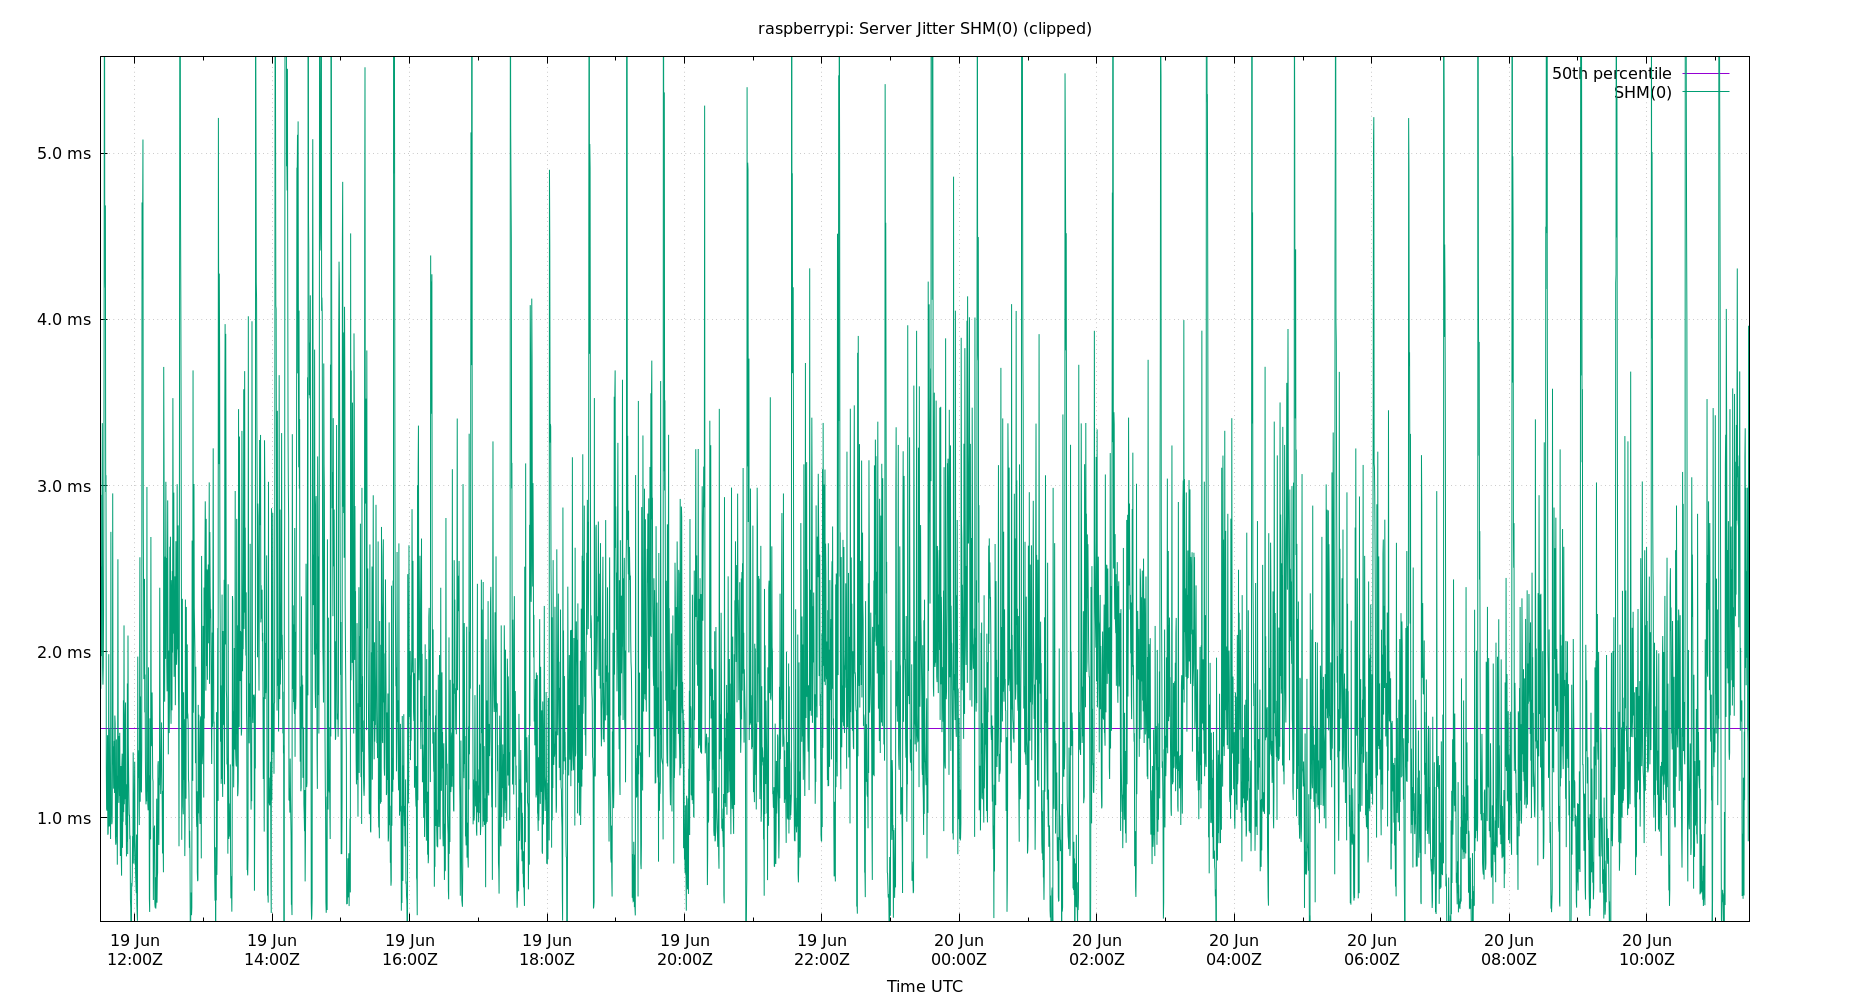 raspberrypi: Server Jitter SHM(0) (clipped)
50th percentile
SHM(0)
5.0 ms
4.0 ms
3.0 ms
2.0 ms
1.0 ms
19 Jun 19 Jun 19 Jun 19 Jun 19 Jun 19 Jun 20 Jun 20 Jun 20 Jun 20 Jun 20 Jun 20 Jun
12:00Z 14:00Z 16:00Z 18:00Z 20:00Z 22:00Z 00:00Z 02:00Z 04:00Z 06:00Z 08:00Z 10:00Z
Time UTC